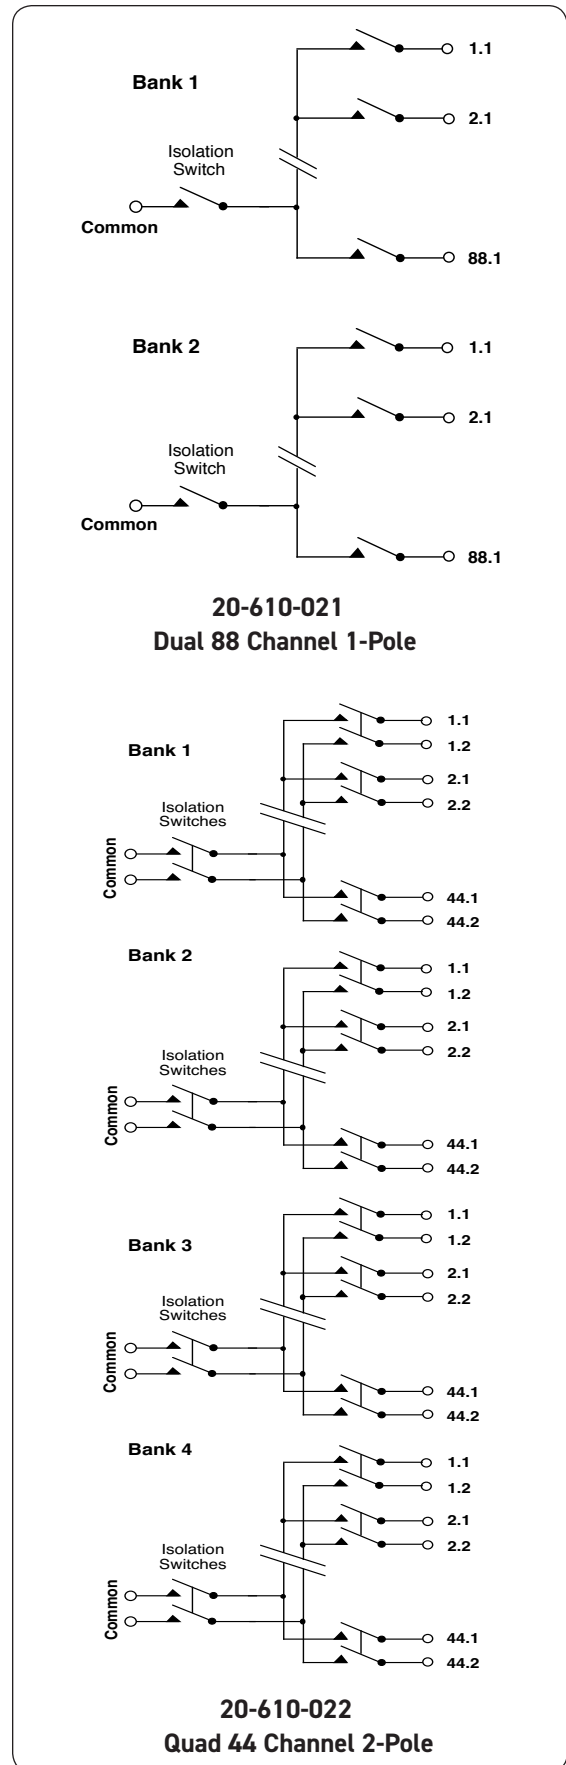 1.1
Bank 1
2.1
Isolation
Switch
Common
88.1
Bank 2
1.1
2.1
Isolation
Switch
Common
88.1
20-610-021
Dual 88 Channel 1-Pole
1.1
1.2
Bank 1
2.1
2.2
Isolation
Switches
Common
44.1
44.2
Bank 2
1.1
1.2
2.1
2.2
Isolation
Switches
Common
44.1
44.2
1.1
1.2
Bank 3
2.1
2.2
Isolation
Switches
Common
44.1
44.2
Bank 4
1.1
1.2
2.1
2.2
Isolation
Switches
Common
44.1
44.2
20-610-022
Quad 44 Channel 2-Pole